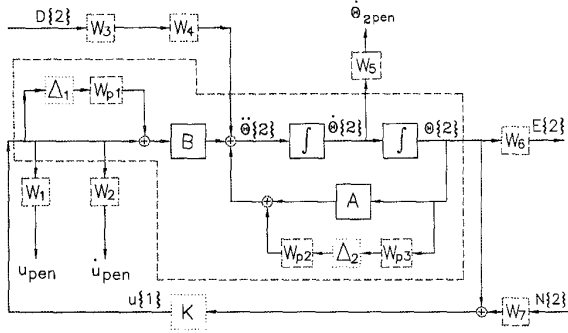 Θ̇₂pen
D{2} W₃ W₄
W₅
Δ₁ Wp1
B Θ̈{2} ∫ Θ̇{2} ∫ Θ{2} W₆ E{2}
W₁ W₂ A
Wp2 Δ₂ Wp3
upen u̇pen
u{1} K W₇ N{2}